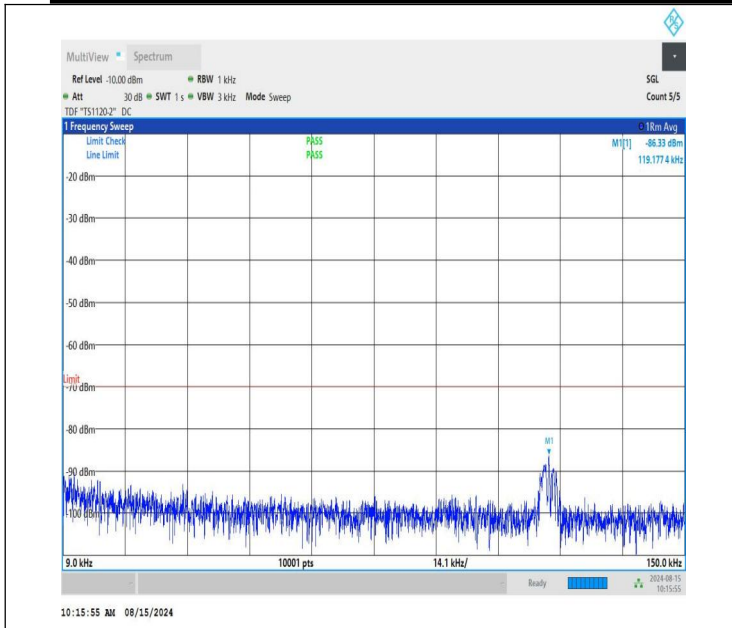 MultiView Spectrum
Ref Level -10.00 dBm RBW 1 kHz SGL
Att 30 dB SWT 1 s VBW 3 kHz Mode Sweep Count 5/5
TDF "TS1120-2" DC
1 Frequency Sweep 1Rm Avg
Limit Check PASS M1[1] -86.33 dBm
Line Limit PASS 119.177 4 kHz
-20 dBm
-30 dBm
-40 dBm
-50 dBm
-60 dBm
Limit
-70 dBm
-80 dBm
M1
-90 dBm
-100 dBm
9.0 kHz 10001 pts 14.1 kHz/ 150.0 kHz
Ready 2024-08-15
10:15:55
10:15:55 AM 08/15/2024